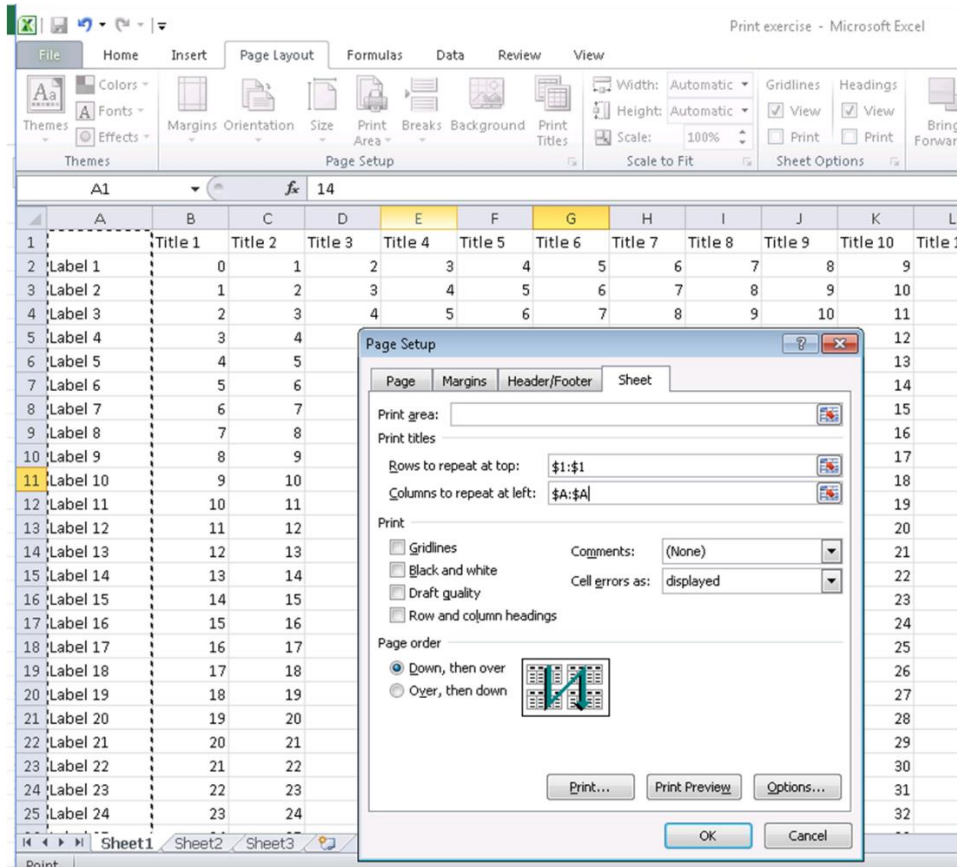 Print exercise - Microsoft Excel
File Home Insert Page Layout Formulas Data Review View
Themes Colors Fonts Effects Margins Orientation Size Print Area Breaks Background Print Titles Width: Automatic Height: Automatic Scale: 100% Gridlines View Print Headings View Print
Themes Page Setup Scale to Fit Sheet Options
A1 fx 14
A B C D E F G H I J K L
1 Title 1 Title 2 Title 3 Title 4 Title 5 Title 6 Title 7 Title 8 Title 9 Title 10 Title
2 Label 1 0 1 2 3 4 5 6 7 8 9
3 Label 2 1 2 3 4 5 6 7 8 9 10
4 Label 3 2 3 4 5 6 7 8 9 10 11
5 Label 4 3 4 12
6 Label 5 4 5 13
7 Label 6 5 6 14
8 Label 7 6 7 15
9 Label 8 7 8 16
10 Label 9 8 9 17
11 Label 10 9 10 18
12 Label 11 10 11 19
13 Label 12 11 12 20
14 Label 13 12 13 21
15 Label 14 13 14 22
16 Label 15 14 15 23
17 Label 16 15 16 24
18 Label 17 16 17 25
19 Label 18 17 18 26
20 Label 19 18 19 27
21 Label 20 19 20 28
22 Label 21 20 21 29
23 Label 22 21 22 30
24 Label 23 22 23 31
25 Label 24 23 24 32
Sheet1 Sheet2 Sheet3
Point
Page Setup
Page Margins Header/Footer Sheet
Print area:
Print titles
Rows to repeat at top: $1:$1
Columns to repeat at left: $A:$A
Print
Gridlines Comments: (None)
Black and white Cell errors as: displayed
Draft quality
Row and column headings
Page order
Down, then over
Over, then down
Print... Print Preview Options...
OK Cancel